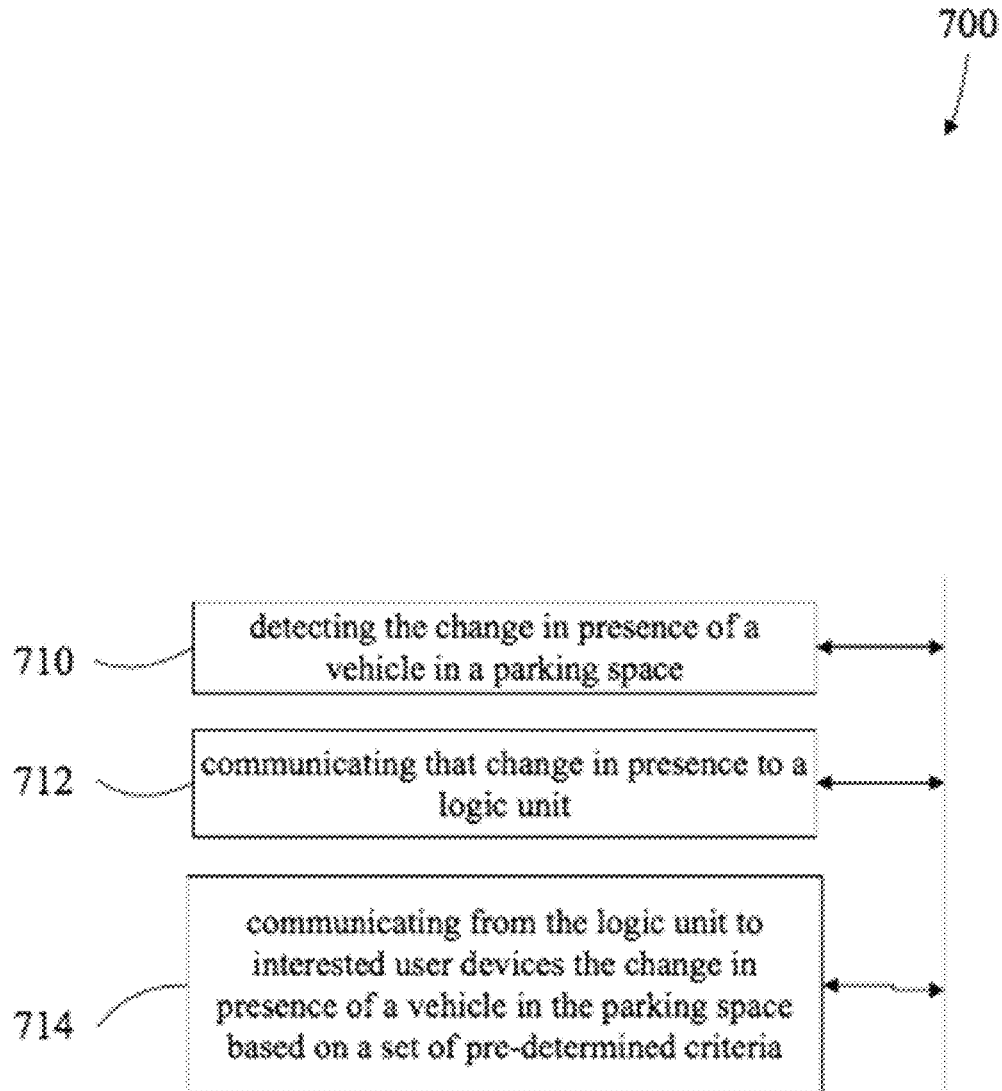 700
710
detecting the change in presence of a
vehicle in a parking space
712
communicating that change in presence to a
logic unit
714
communicating from the logic unit to
interested user devices the change in
presence of a vehicle in the parking space
based on a set of pre-determined criteria